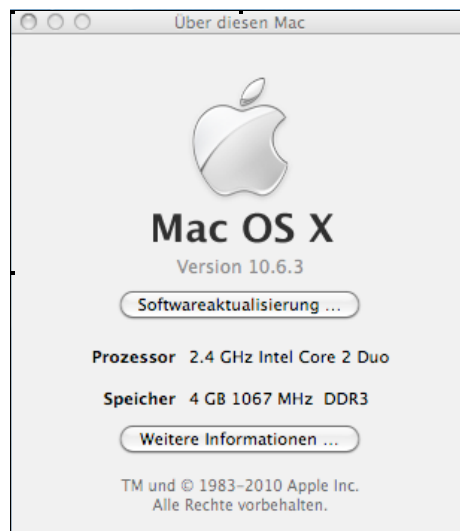 Über diesen Mac
Mac OS X
Version 10.6.3
Softwareaktualisierung ...
Prozessor 2.4 GHz Intel Core 2 Duo
Speicher 4 GB 1067 MHz DDR3
Weitere Informationen ...
TM und © 1983–2010 Apple Inc.
Alle Rechte vorbehalten.